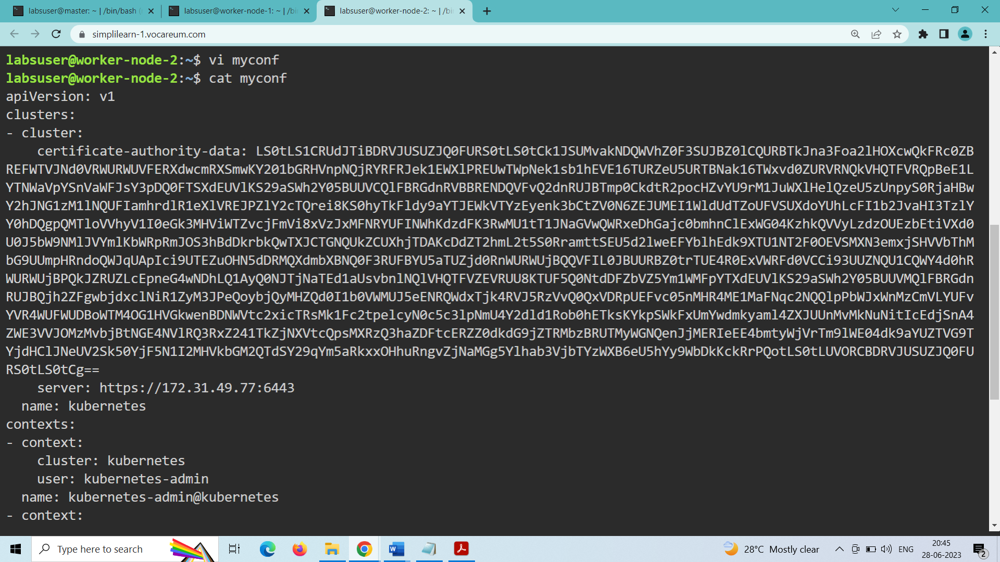 labsuser@master: ~ | /bin/bash
labsuser@worker-node-1: ~ | /bi
labsuser@worker-node-2: ~ | /bi
simplilearn-1.vocareum.com
labsuser@worker-node-2:~$ vi myconf
labsuser@worker-node-2:~$ cat myconf
apiVersion: v1
clusters:
- cluster:
    certificate-authority-data: LS0tLS1CRUdJTiBDRVJUSUZJQ0FURS0tLS0tCk1JSUMvakNDQWVhZ0F3SUJBZ0lCQURBTkJna3Foa2lHOXcwQkFRc0ZB
REFWTVJNd0VRWURWUVFERXdwcmRXSmwKY201bGRHVnpNQjRYRFRJek1EWXlPREUwTWpNek1sb1hEVE16TURZeU5URTBNak16TWxvd0ZURVRNQkVHQTFVRQpBeE1L
YTNWaVpYSnVaWFJsY3pDQ0FTSXdEUVlKS29aSWh2Y05BUUVCQlFBRGdnRVBBRENDQVFvQ2dnRUJBTmp0CkdtR2pocHZvYU9rM1JuWXlHelQzeU5zUnpyS0RjaHBw
Y2hJNG1zM1lNQUFIamhrdlR1eXlVREJPZlY2cTQrei8KS0hyTkFldy9aYTJEWkVTYzEyenk3bCtZV0N6ZEJUMEI1WldUdTZoUFVSUXdoYUhLcFI1b2JvaHI3TzlY
Y0hDQgpQMTloVVhyV1I0eGk3MHViWTZvcjFmVi8xVzJxMFNRYUFINWhKdzdFK3RwMU1tT1JNaGVwQWRxeDhGajc0bmhnClExWG04KzhkQVVyLzdzOUEzbEtiVXd0
U0J5bW9NMlJVYmlKbWRpRmJOS3hBdDkrbkQwTXJCTGNQUkZCUXhjTDAKcDdZT2hmL2t5S0RramttSEU5d2lweEFYblhEdk9XTU1NT2F0OEVSMXN3emxjSHVVbThM
bG9UUmpHRndoQWJqUApIci9UTEZuOHN5dDRMQXdmbXBNQ0F3RUFBYU5aTUZjd0RnWURWUjBQQVFIL0JBUURBZ0trTUE4R0ExVWRFd0VCCi93UUZNQU1CQWY4d0hR
WURWUjBPQkJZRUZLcEpneG4wNDhLQ1AyQ0NJTjNaTEd1aUsvbnlNQlVHQTFVZEVRUU8KTUF5Q0NtdDFZbVZ5Ym1WMFpYTXdEUVlKS29aSWh2Y05BUUVMQlFBRGdn
RUJBQjh2ZFgwbjdxclNiR1ZyM3JPeQoybjQyMHZQd0I1b0VWMUJ5eENRQWdxTjk4RVJ5RzVvQ0QxVDRpUEFvc05nMHR4ME1MaFNqc2NQQlpPbWJxWnMzCmVLYUFv
YVR4WUFWUDBoWTM4OG1HVGkwenBDNWVtc2xicTRsMk1Fc2tpelcyN0c5c3lpNmU4Y2dld1Rob0hETksKYkpSWkFxUmYwdmkyaml4ZXJUUnMvMkNuNitIcEdjSnA4
ZWE3VVJOMzMvbjBtNGE4NVlRQ3RxZ241TkZjNXVtcQpsMXRzQ3haZDFtcERZZ0dkdG9jZTRMbzBRUTMyWGNQenJjMERIeEE4bmtyWjVrTm9lWE04dk9aYUZTVG9T
YjdHClJNeUV2Sk50YjF5N1I2MHVkbGM2QTdSY29qYm5aRkxxOHhuRngvZjNaMGg5Ylhab3VjbTYzWXB6eU5hYy9WbDkKckRrPQotLS0tLUVORCBDRVJUSUZJQ0FU
RS0tLS0tCg==
    server: https://172.31.49.77:6443
  name: kubernetes
contexts:
- context:
    cluster: kubernetes
    user: kubernetes-admin
  name: kubernetes-admin@kubernetes
- context:
Type here to search
28°C Mostly clear
ENG
20:45
28-06-2023
2